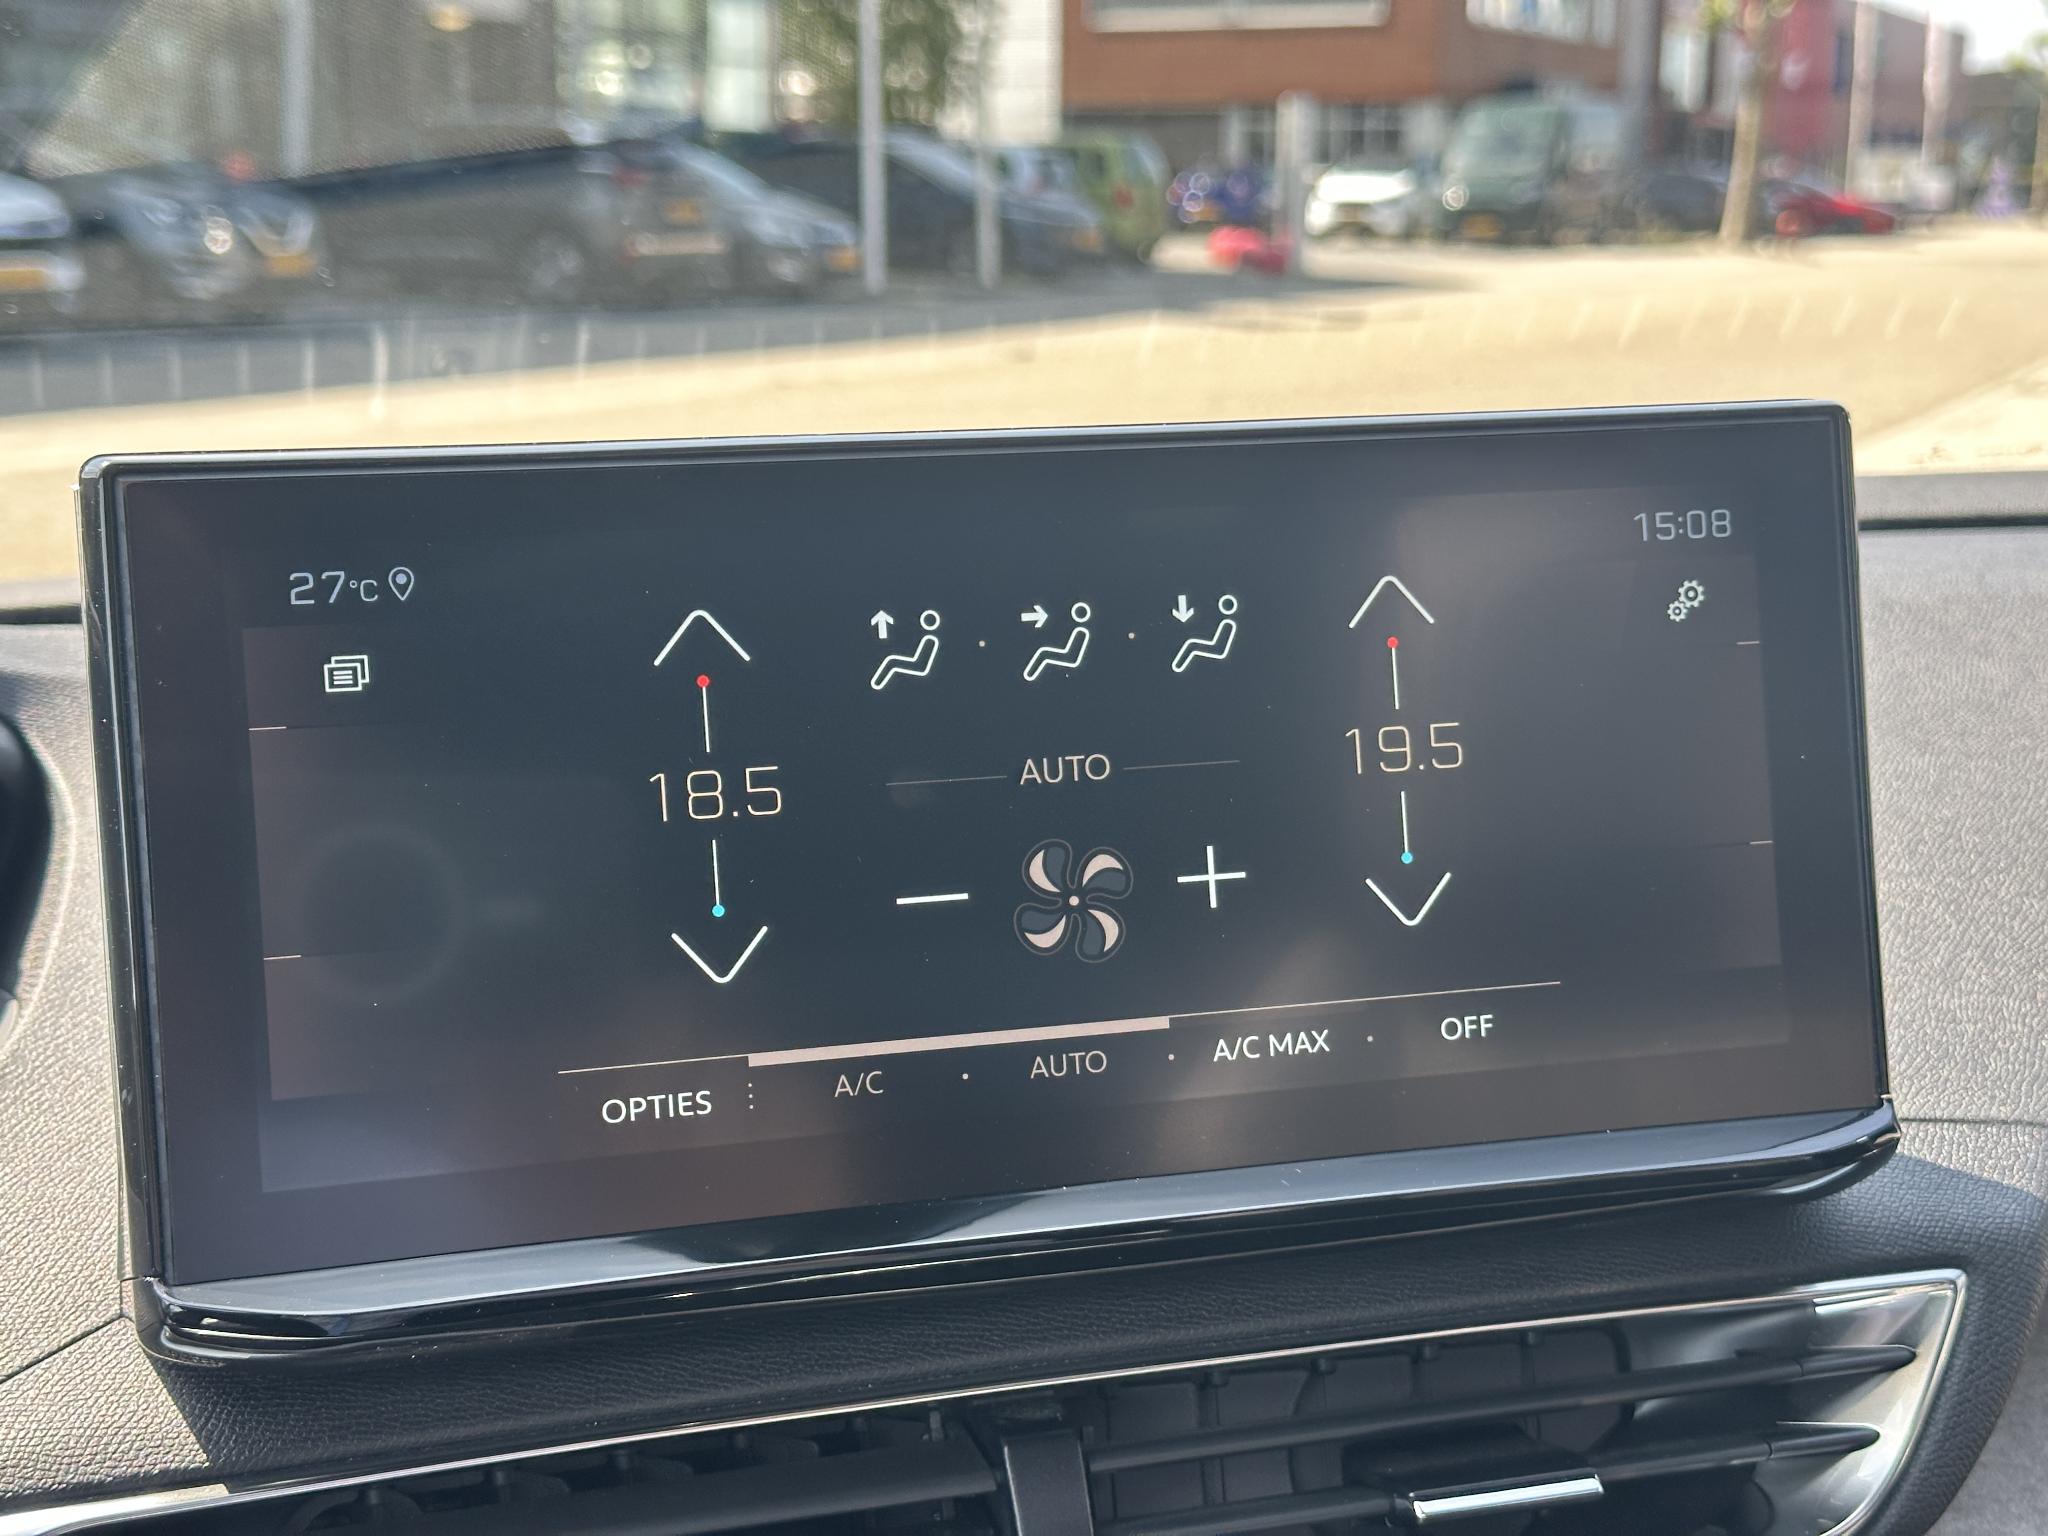 15:08
27°C
18.5
19.5
AUTO
OPTIES
A/C
AUTO
A/C MAX
OFF